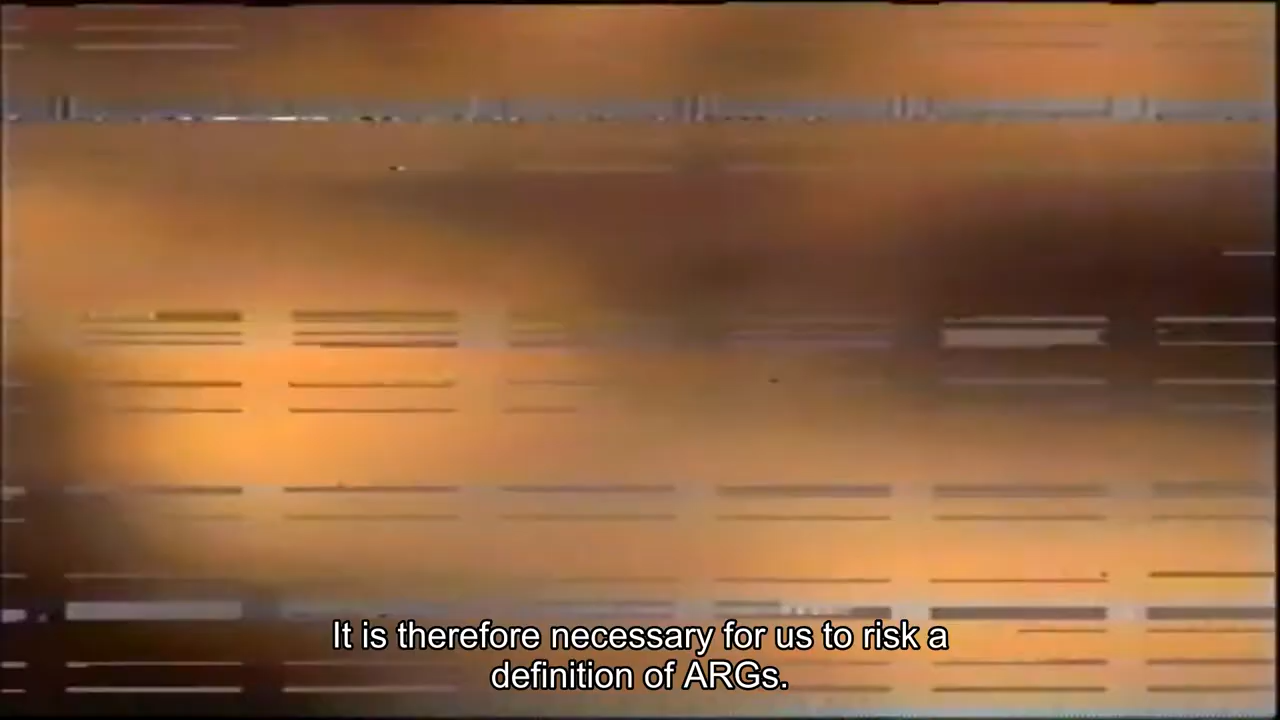 It is therefore necessary for us to risk a
definition of ARGs.